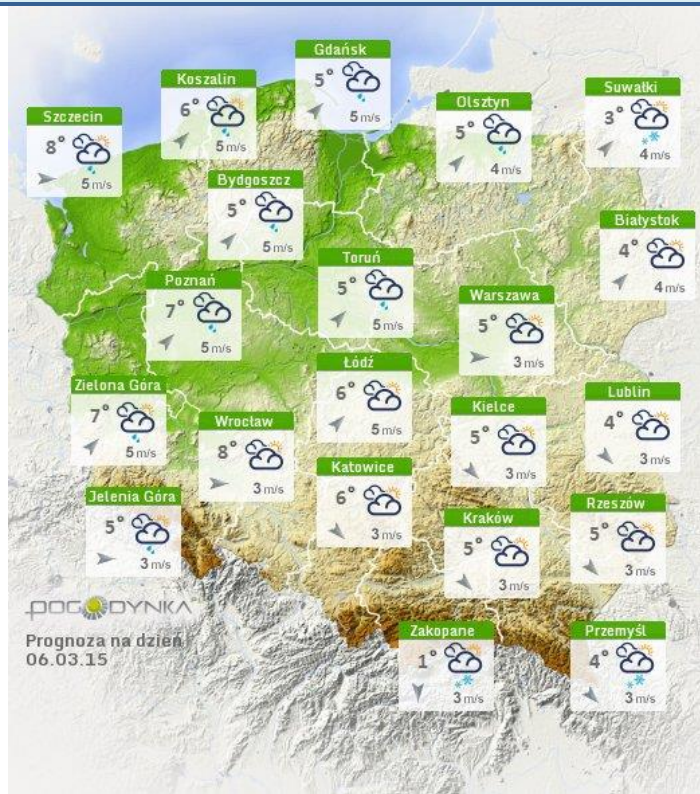 Gdańsk
5°
5 m/s
Koszalin
6°
5 m/s
Szczecin
8°
5 m/s
Olsztyn
5°
4 m/s
Suwałki
3°
4 m/s
Bydgoszcz
5°
5 m/s
Białystok
4°
4 m/s
Toruń
5°
5 m/s
Poznań
7°
5 m/s
Warszawa
5°
3 m/s
Łódź
6°
5 m/s
Zielona Góra
7°
5 m/s
Wrocław
8°
3 m/s
Kielce
5°
3 m/s
Lublin
4°
3 m/s
Katowice
6°
3 m/s
Jelenia Góra
5°
3 m/s
Kraków
5°
3 m/s
Rzeszów
5°
3 m/s
POGODYNKA
Prognoza na dzień
06.03.15
Zakopane
1°
3 m/s
Przemyśl
4°
3 m/s